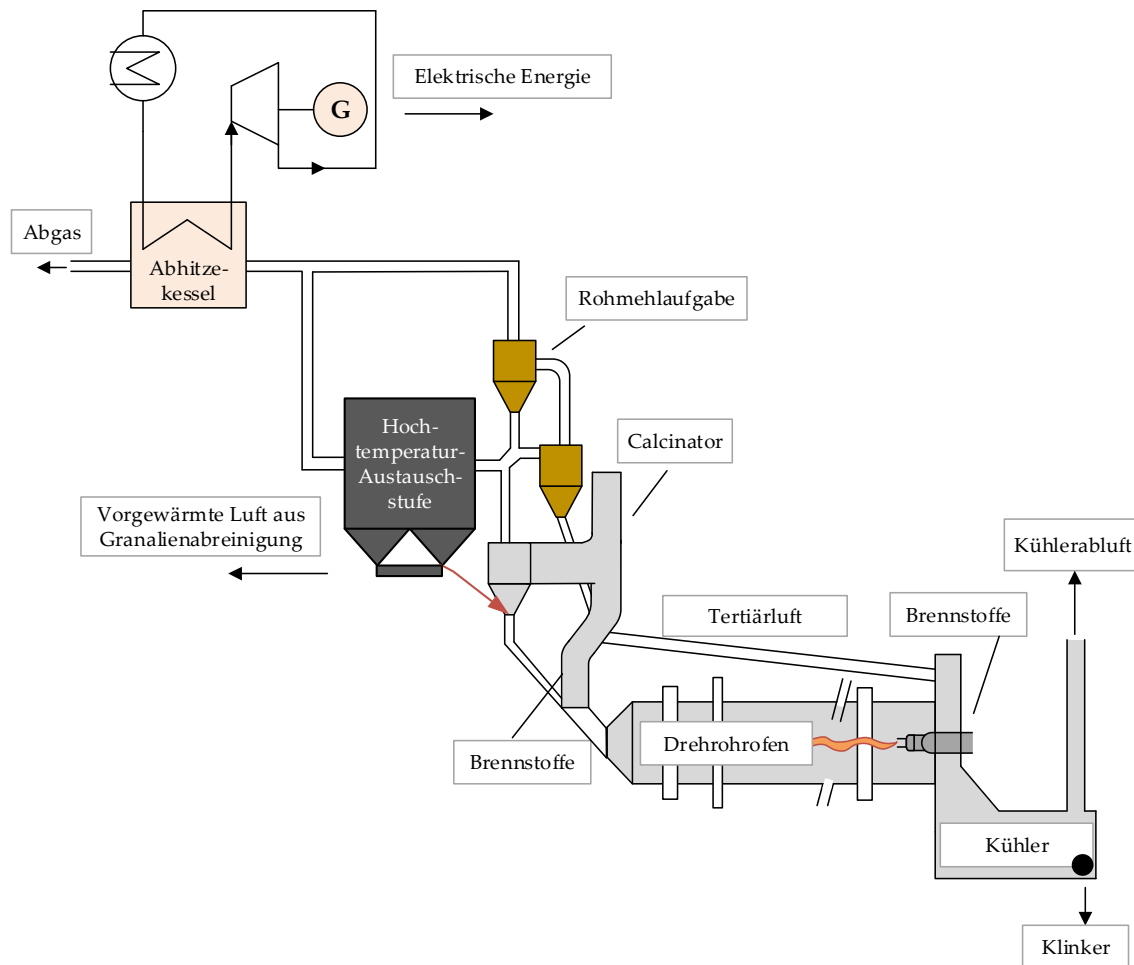 Elektrische Energie
G
Abgas
Abhitze-
kessel
Rohmehlaufgabe
Hoch-
temperatur-
Austausch-
stufe
Calcinator
Vorgewärmte Luft aus
Granalienabreinigung
Kühlerabluft
Tertiärluft
Brennstoffe
Drehrohrofen
Brennstoffe
Kühler
Klinker